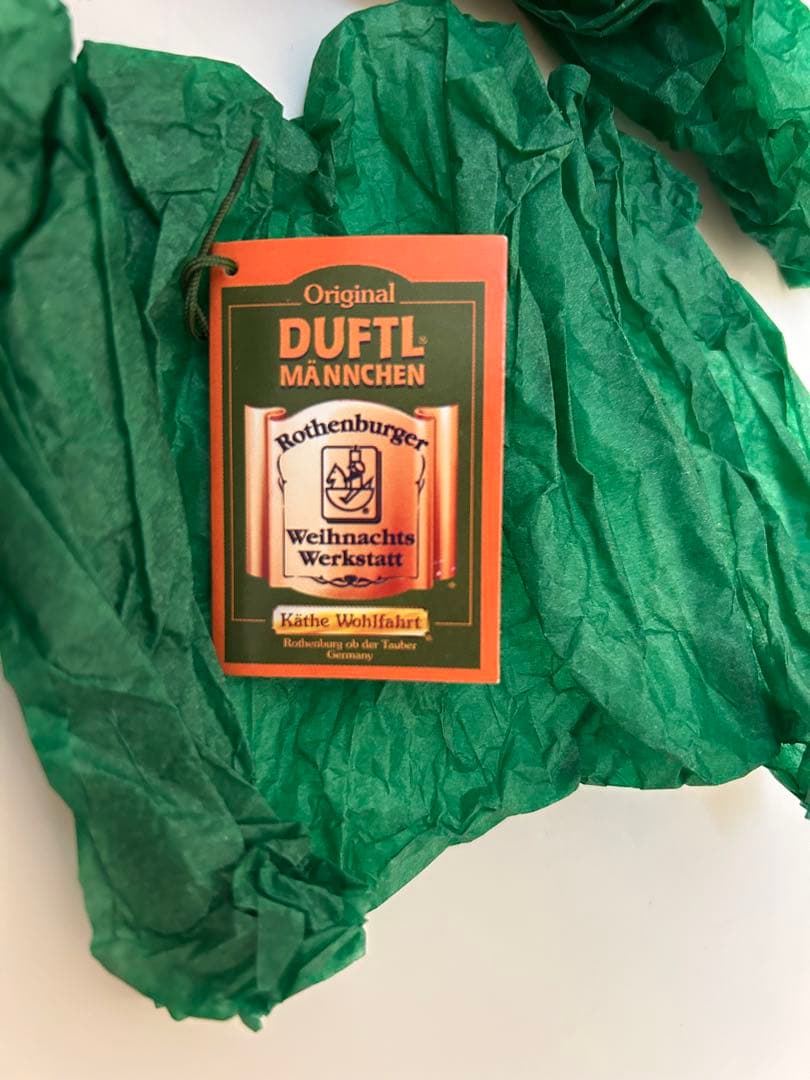 Original
DUFTL®
MÄNNCHEN
Rothenburger
®
Weihnachts
Werkstatt
®
Käthe Wohlfahrt®
Rothenburg ob der Tauber
Germany